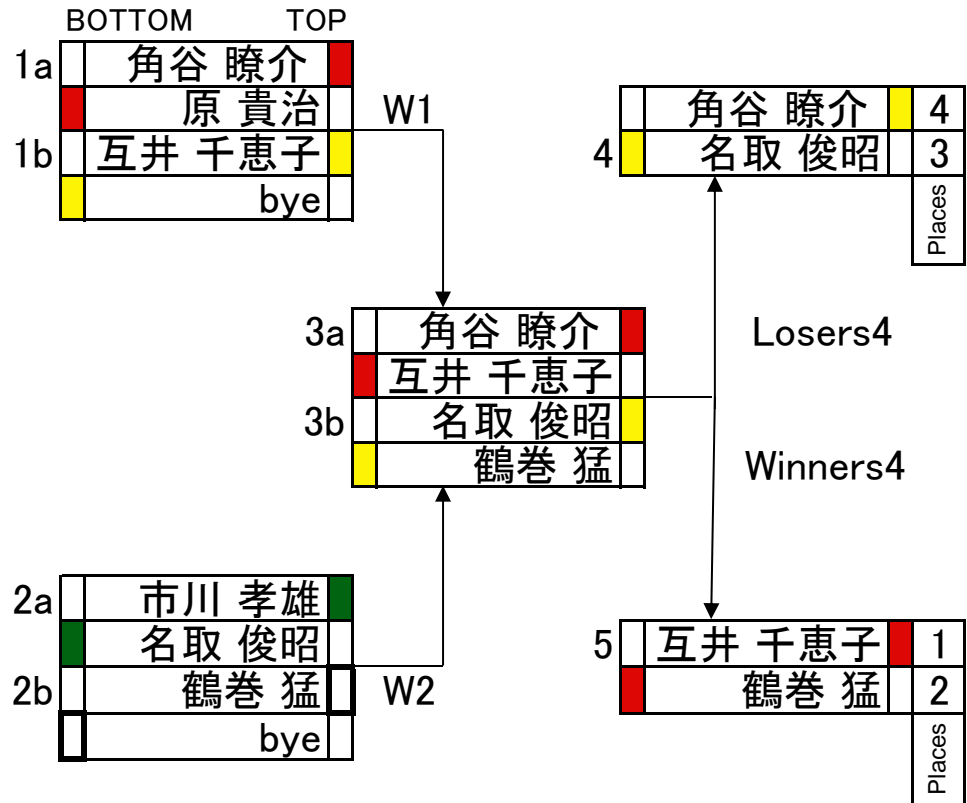 BOTTOM TOP
1a 角谷 瞭介
原 貴治
W1
1b 互井 千恵子
bye
角谷 瞭介 4
4 名取 俊昭 3
Places
3a 角谷 瞭介
互井 千恵子
3b 名取 俊昭
鶴巻 猛
Losers4
Winners4
2a 市川 孝雄
名取 俊昭
2b 鶴巻 猛
W2
bye
5 互井 千恵子 1
鶴巻 猛 2
Places